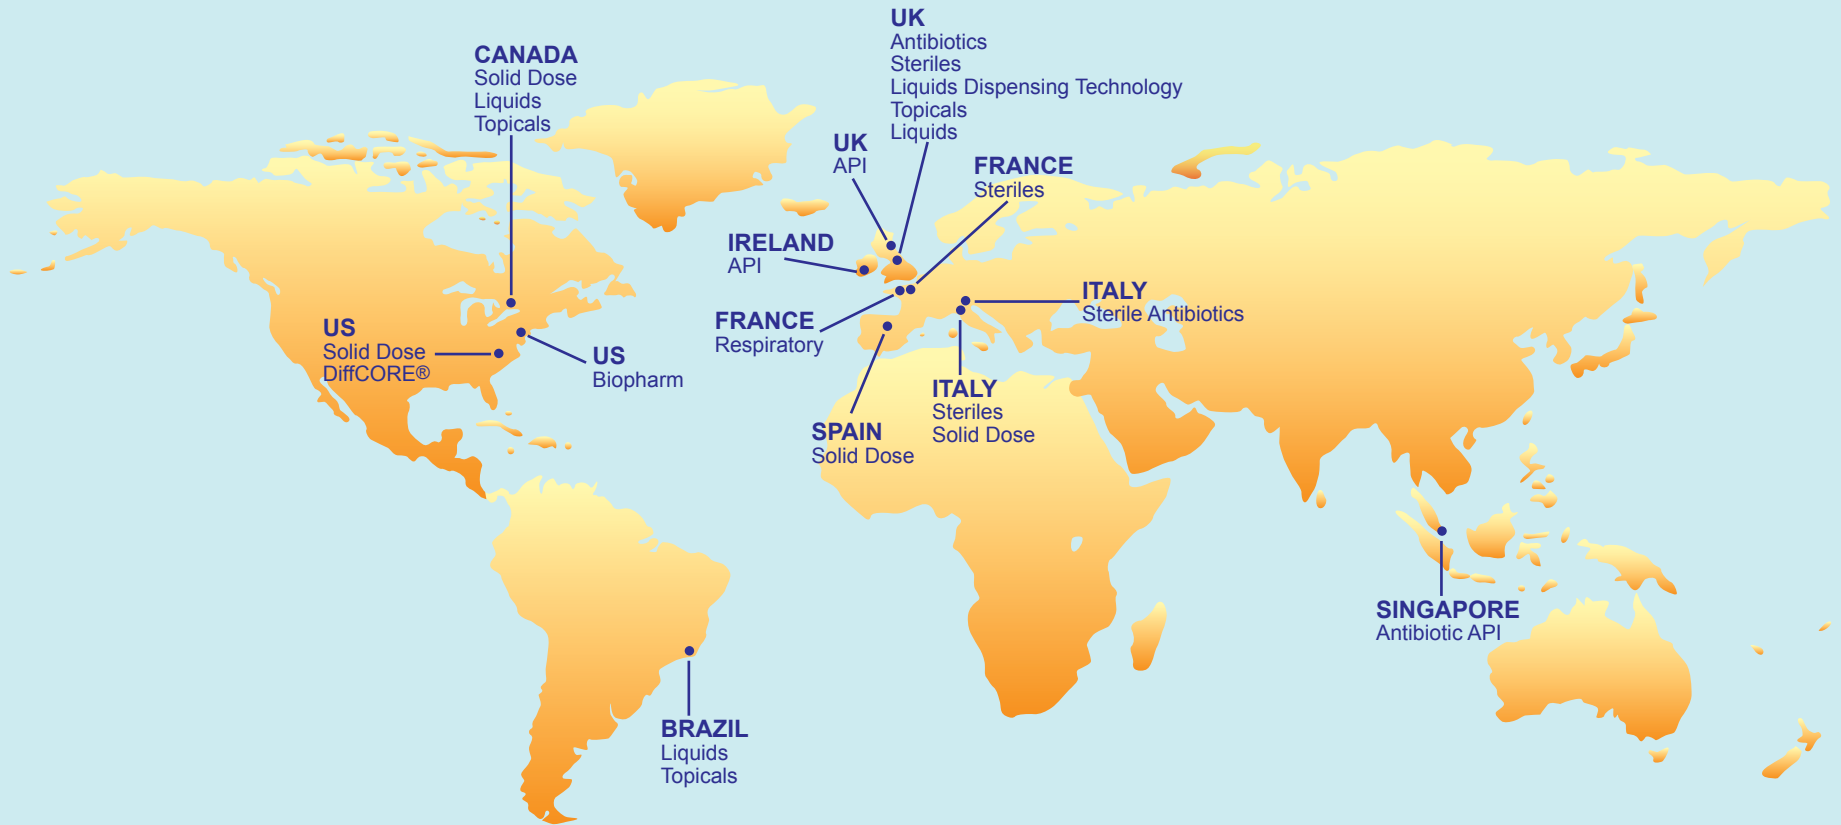 UK
Antibiotics
Steriles
Liquids Dispensing Technology
Topicals
Liquids
CANADA
Solid Dose
Liquids
Topicals
UK
API
FRANCE
Steriles
IRELAND
API
ITALY
Sterile Antibiotics
FRANCE
Respiratory
US
Solid Dose
DiffCORE®
US
Biopharm
ITALY
Steriles
Solid Dose
SPAIN
Solid Dose
SINGAPORE
Antibiotic API
BRAZIL
Liquids
Topicals